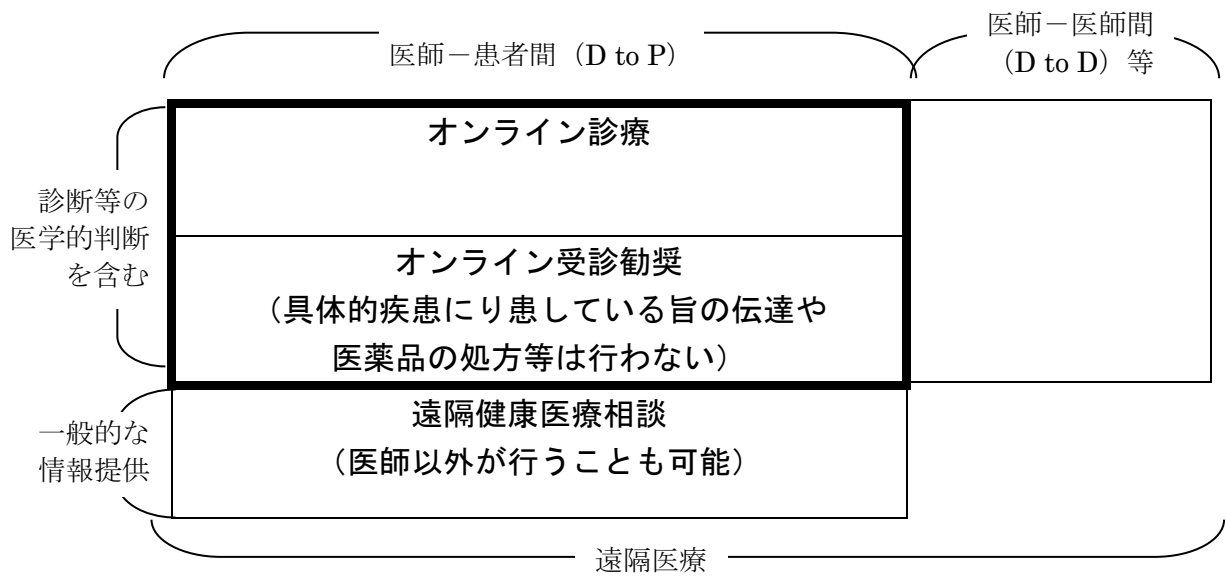 医師－患者間（D to P）
医師－医師間
（D to D）等
診断等の
医学的判断
を含む
オンライン診療
オンライン受診勧奨
（具体的疾患にり患している旨の伝達や
医薬品の処方等は行わない）
一般的な
情報提供
遠隔健康医療相談
（医師以外が行うことも可能）
遠隔医療